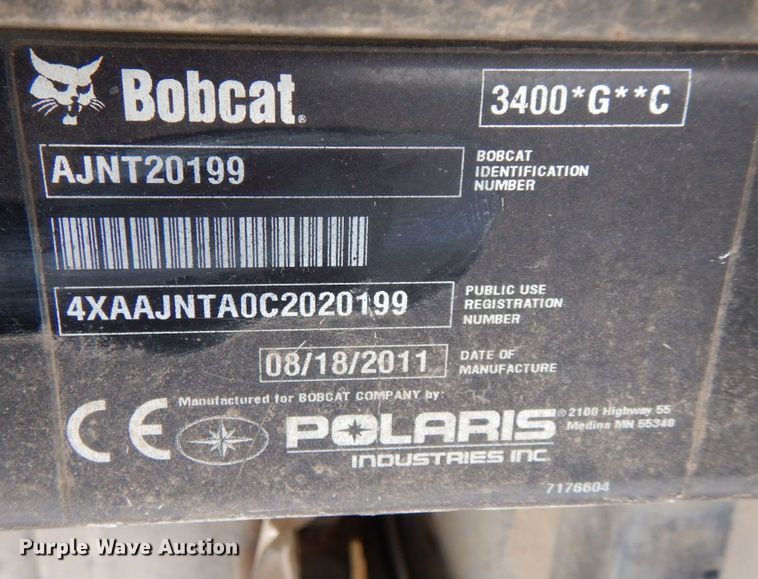 Bobcat®
3400*G**C
AJNT20199
BOBCAT
IDENTIFICATION
NUMBER
4XAAJNTA0C2020199
PUBLIC USE
REGISTRATION
NUMBER
08/18/2011
DATE OF
MANUFACTURE
CE
Manufactured for BOBCAT COMPANY by:
POLARIS®
INDUSTRIES INC
2100 Highway 55
Medina MN 55340
7176604
Purple Wave Auction